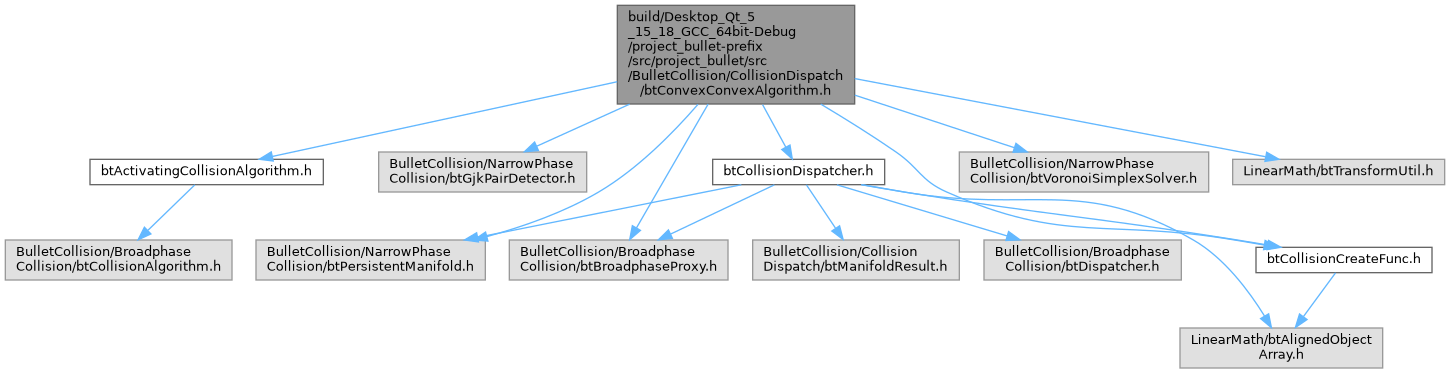 build/Desktop_Qt_5
_15_18_GCC_64bit-Debug
/project_bullet-prefix
/src/project_bullet/src
/BulletCollision/CollisionDispatch
/btConvexConvexAlgorithm.h
btActivatingCollisionAlgorithm.h
BulletCollision/NarrowPhase
Collision/btGjkPairDetector.h
btCollisionDispatcher.h
BulletCollision/NarrowPhase
Collision/btVoronoiSimplexSolver.h
LinearMath/btTransformUtil.h
BulletCollision/Broadphase
Collision/btCollisionAlgorithm.h
BulletCollision/NarrowPhase
Collision/btPersistentManifold.h
BulletCollision/Broadphase
Collision/btBroadphaseProxy.h
BulletCollision/Collision
Dispatch/btManifoldResult.h
BulletCollision/Broadphase
Collision/btDispatcher.h
btCollisionCreateFunc.h
LinearMath/btAlignedObject
Array.h